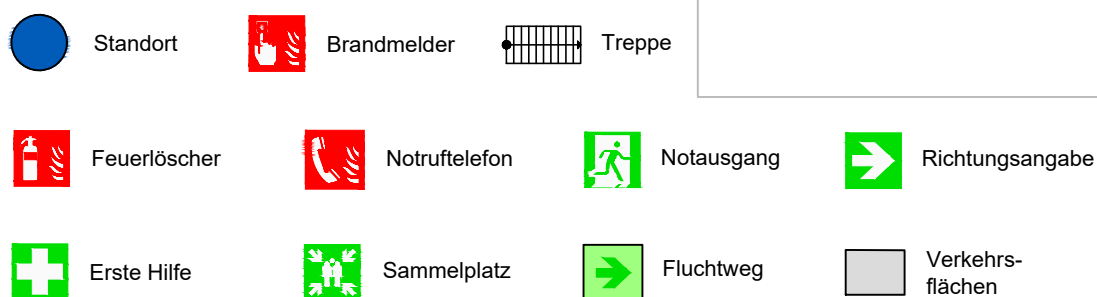 Standort
Brandmelder
Treppe
Feuerlöscher
Notruftelefon
Notausgang
Richtungsangabe
Erste Hilfe
Sammelplatz
Fluchtweg
Verkehrs-
flächen